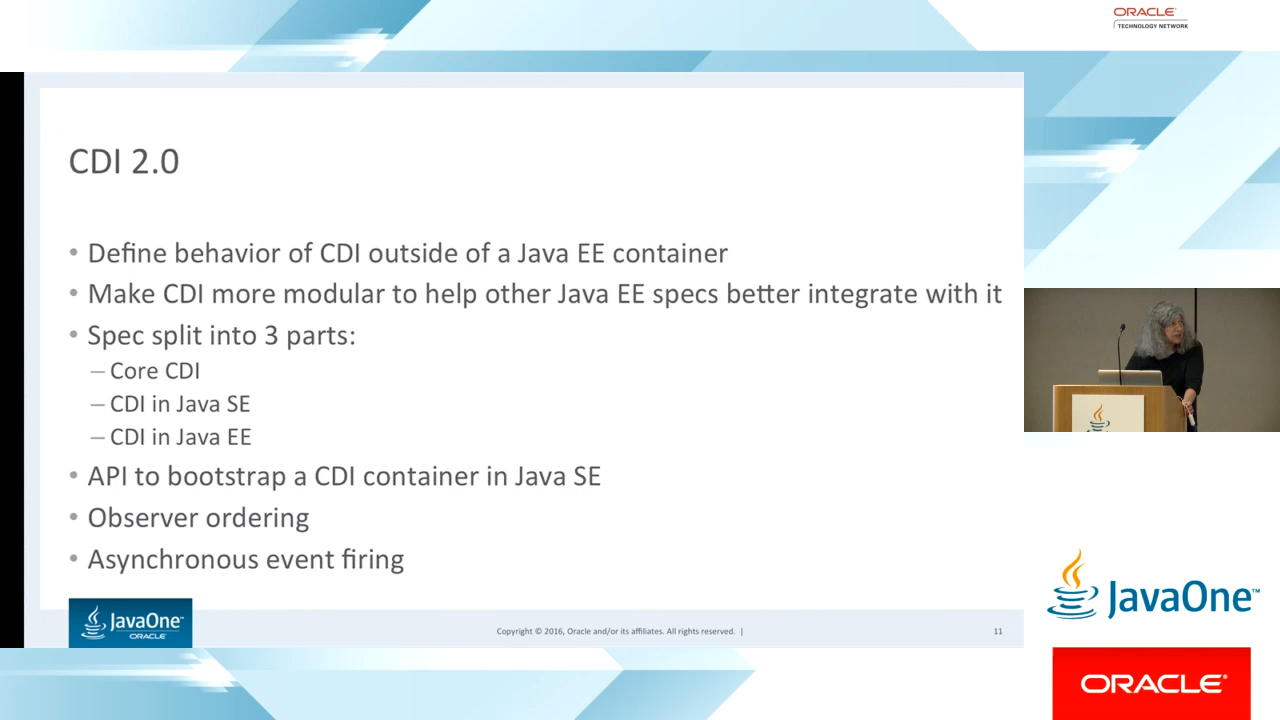 ORACLE
TECHNOLOGY NETWORK
CDI 2.0
• Define behavior of CDI outside of a Java EE container
• Make CDI more modular to help other Java EE specs better integrate with it
• Spec split into 3 parts:
– Core CDI
– CDI in Java SE
– CDI in Java EE
• API to bootstrap a CDI container in Java SE
• Observer ordering
• Asynchronous event firing
JavaOne™
ORACLE
Copyright © 2016, Oracle and/or its affiliates. All rights reserved. |
11
JavaOne™
ORACLE®